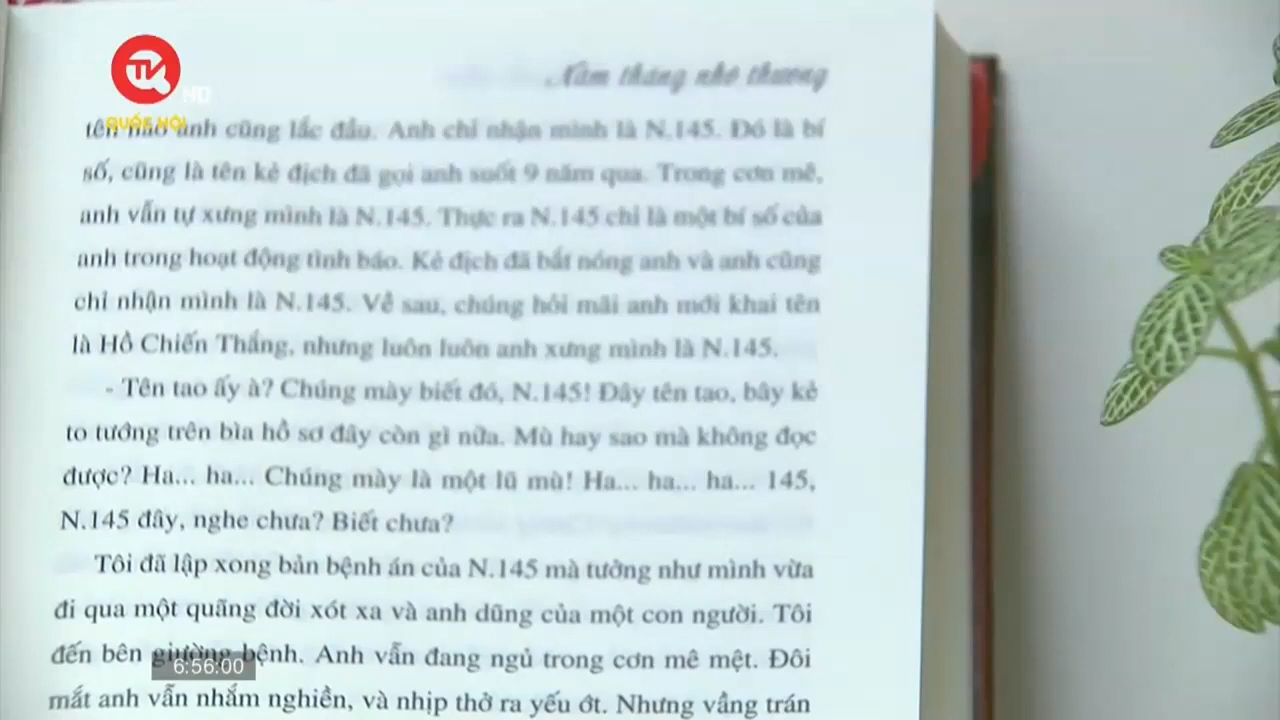 Năm tháng nhớ thương
TV HD
QUỐC HỘI
tên nào anh cũng lắc đầu. Anh chỉ nhận mình là N.145. Đó là bí
số, cũng là tên kẻ địch đã gọi anh suốt 9 năm qua. Trong cơn mê,
anh vẫn tự xưng mình là N.145. Thực ra N.145 chỉ là một bí số của
anh trong hoạt động tình báo. Kẻ địch đã bắt nóng anh và anh cũng
chỉ nhận mình là N.145. Về sau, chúng hỏi mãi anh mới khai tên
là Hồ Chiến Thắng, nhưng luôn luôn anh xưng mình là N.145.
- Tên tao ấy à? Chúng mày biết đó, N.145! Đây tên tao, bây kẻ
to tướng trên bìa hồ sơ đây còn gì nữa. Mù hay sao mà không đọc
được? Ha... ha... Chúng mày là một lũ mù! Ha... ha... ha... 145,
N.145 đây, nghe chưa? Biết chưa?
Tôi đã lập xong bản bệnh án của N.145 mà tưởng như mình vừa
đi qua một quãng đời xót xa và anh dũng của một con người. Tôi
đến bên giường bệnh. Anh vẫn đang ngủ trong cơn mê mệt. Đôi
6:56:00
mắt anh vẫn nhắm nghiền, và nhịp thở ra yếu ớt. Nhưng vầng trán